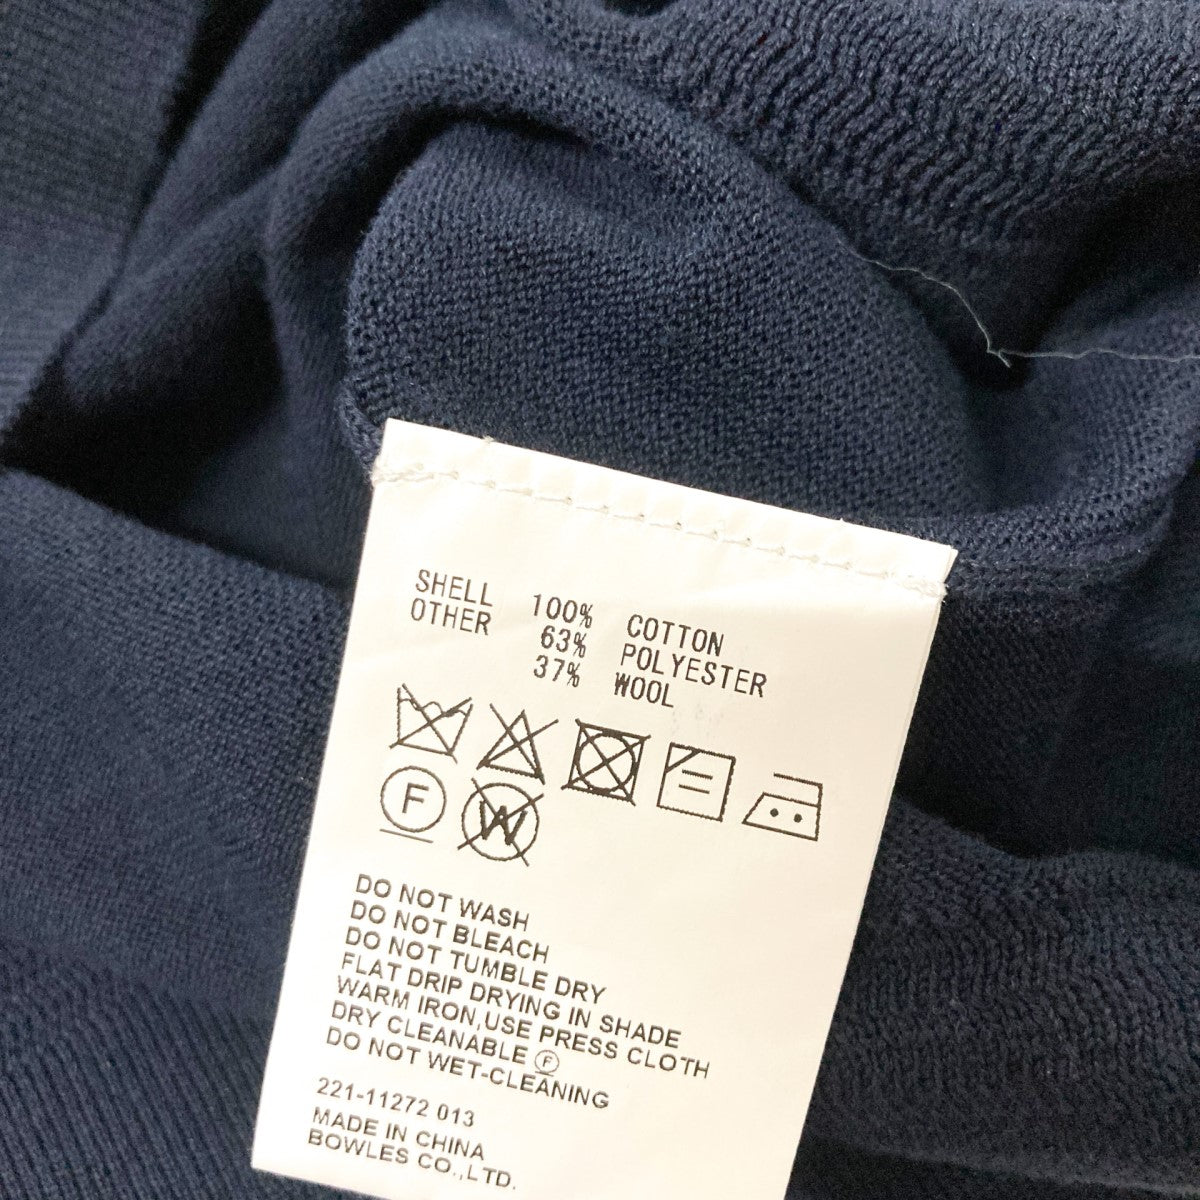 SHELL 100% COTTON
OTHER 63% POLYESTER
37% WOOL
F W
DO NOT WASH
DO NOT BLEACH
DO NOT TUMBLE DRY
FLAT DRIP DRYING IN SHADE
WARM IRON,USE PRESS CLOTH
DRY CLEANABLE Ⓕ
DO NOT WET-CLEANING
221-11272 013
MADE IN CHINA
BOWLES CO.,LTD.